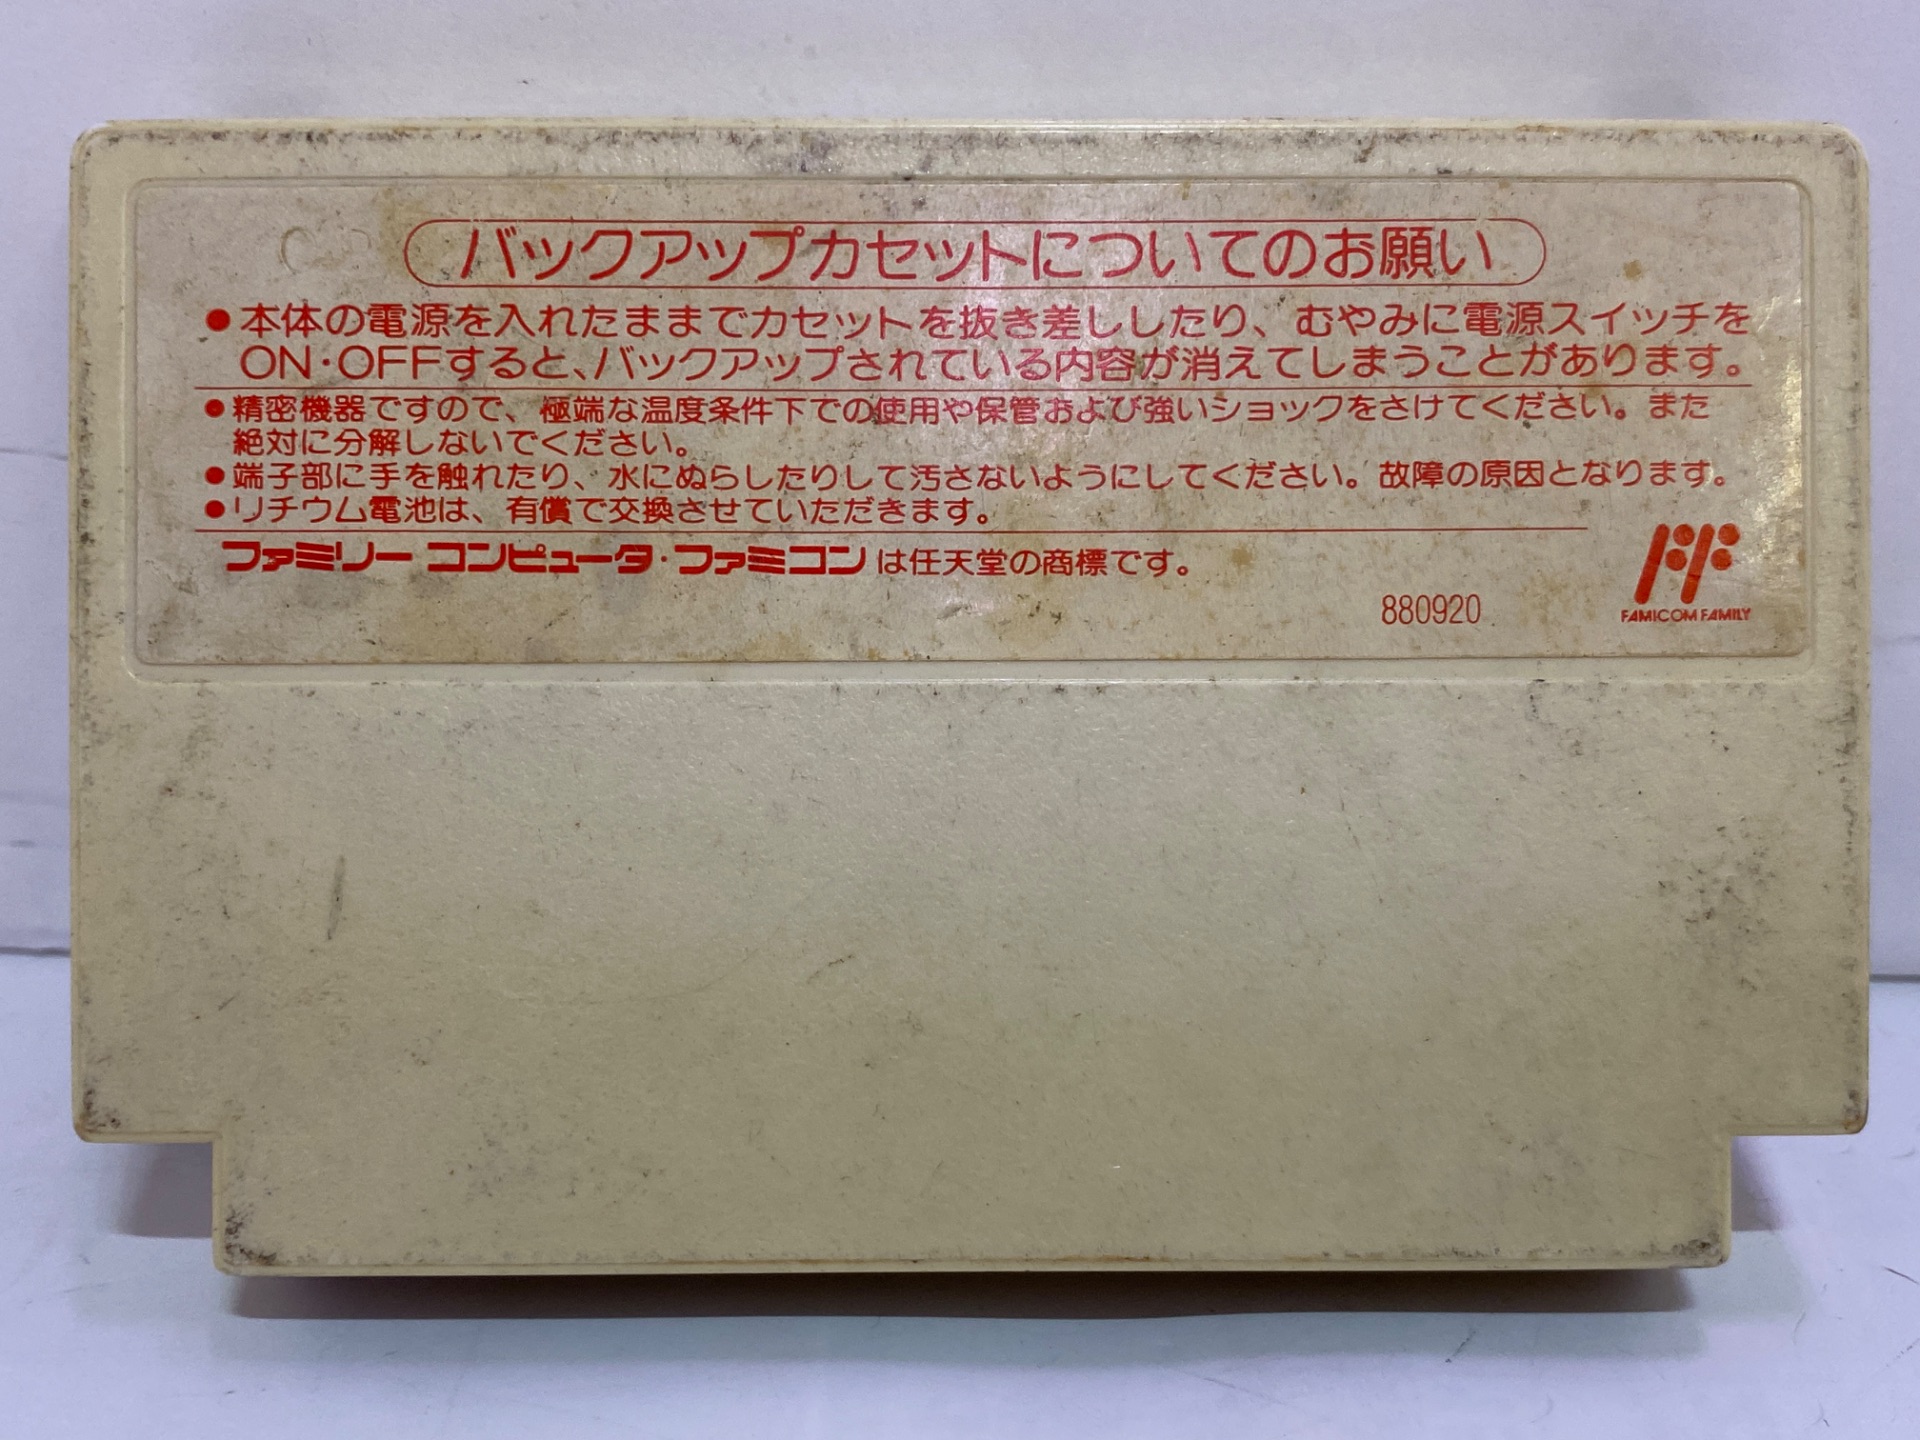 バックアップカセットについてのお願い
●本体の電源を入れたままでカセットを抜き差ししたり、むやみに電源スイッチを
ON・OFFすると、バックアップされている内容が消えてしまうことがあります。
●精密機器ですので、極端な温度条件下での使用や保管および強いショックをさけてください。また
絶対に分解しないでください。
●端子部に手を触れたり、水にぬらしたりして汚さないようにしてください。故障の原因となります。
●リチウム電池は、有償で交換させていただきます。
ファミリー コンピュータ・ファミコンは任天堂の商標です。
880920
FAMICOM FAMILY